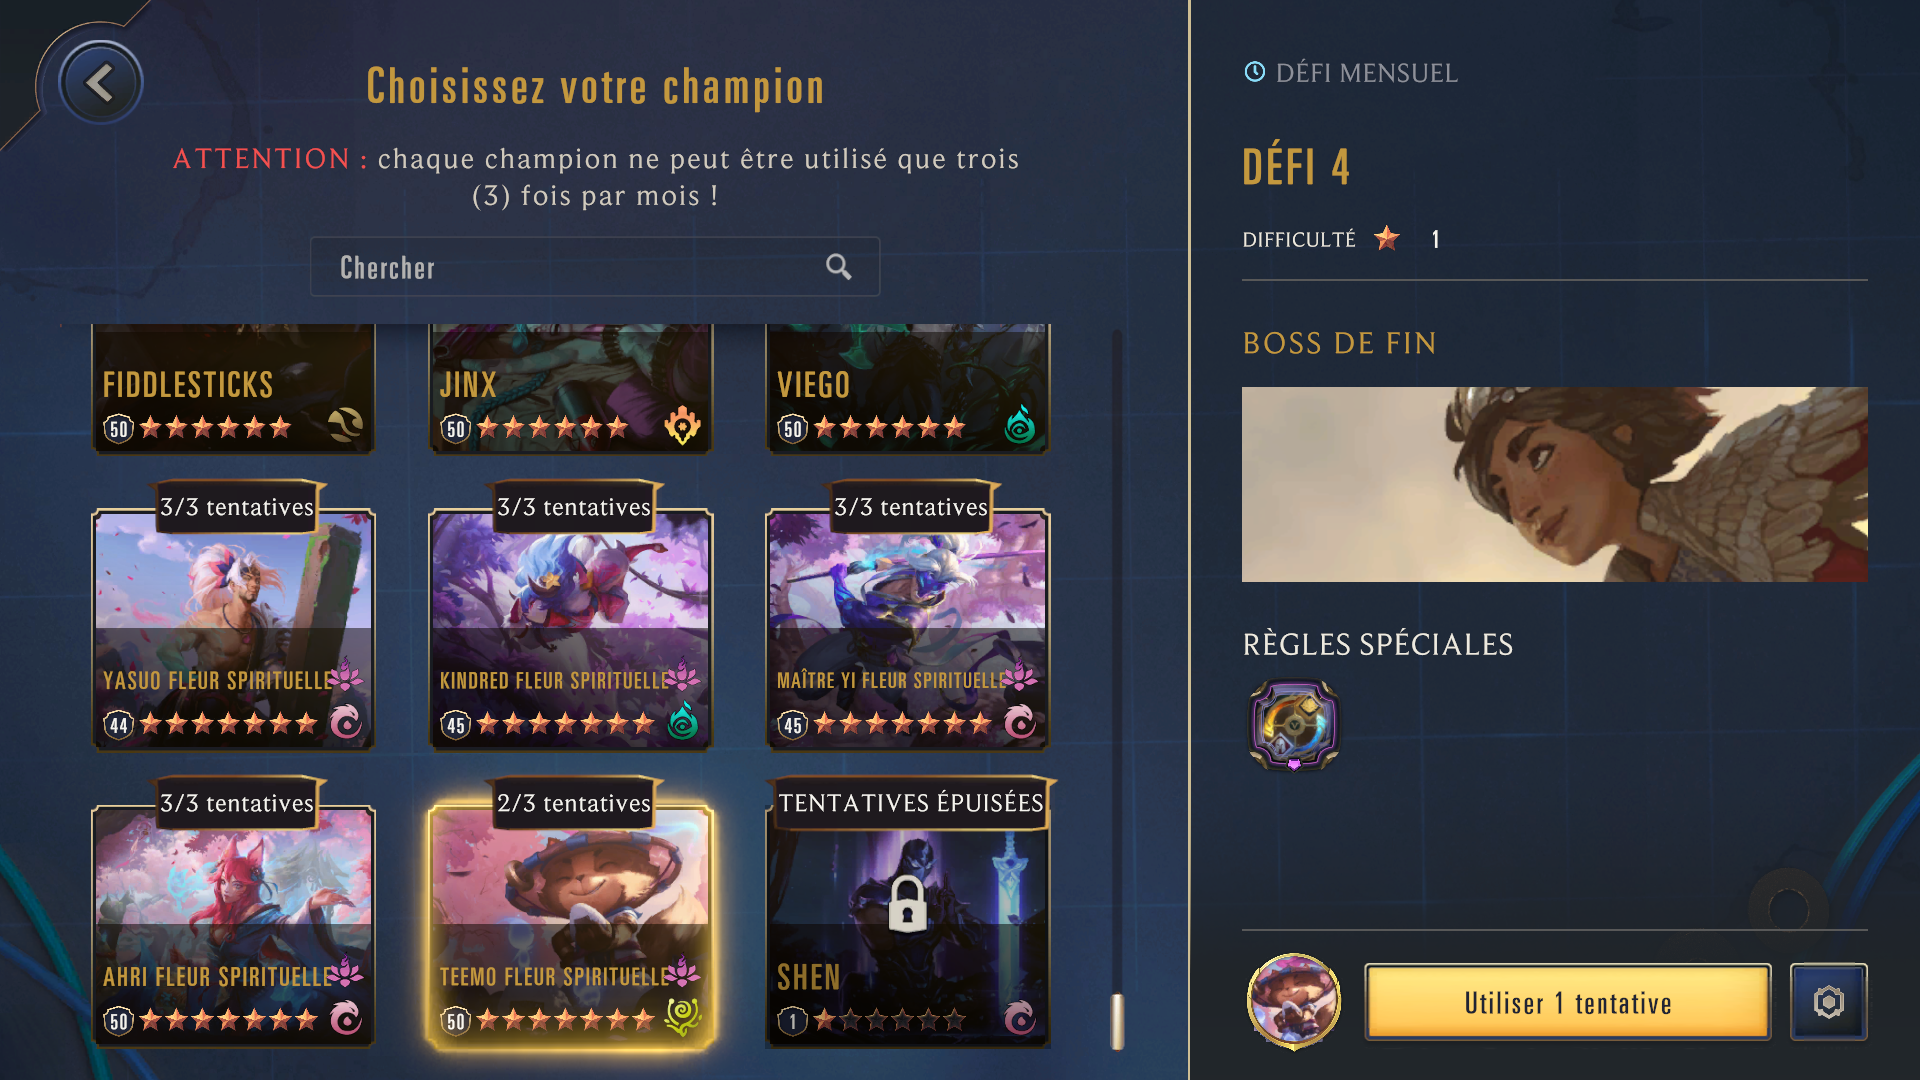 Choisissez votre champion
ATTENTION : chaque champion ne peut être utilisé que trois
(3) fois par mois !
Chercher
FIDDLESTICKS
50
JINX
50
VIEGO
50
3/3 tentatives
YASUO FLEUR SPIRITUELLE
44
3/3 tentatives
KINDRED FLEUR SPIRITUELLE
45
3/3 tentatives
MAÎTRE YI FLEUR SPIRITUELLE
45
3/3 tentatives
AHRI FLEUR SPIRITUELLE
50
2/3 tentatives
TEEMO FLEUR SPIRITUELLE
50
TENTATIVES ÉPUISÉES
SHEN
1
DÉFI MENSUEL
DÉFI 4
DIFFICULTÉ 1
BOSS DE FIN
RÈGLES SPÉCIALES
Utiliser 1 tentative